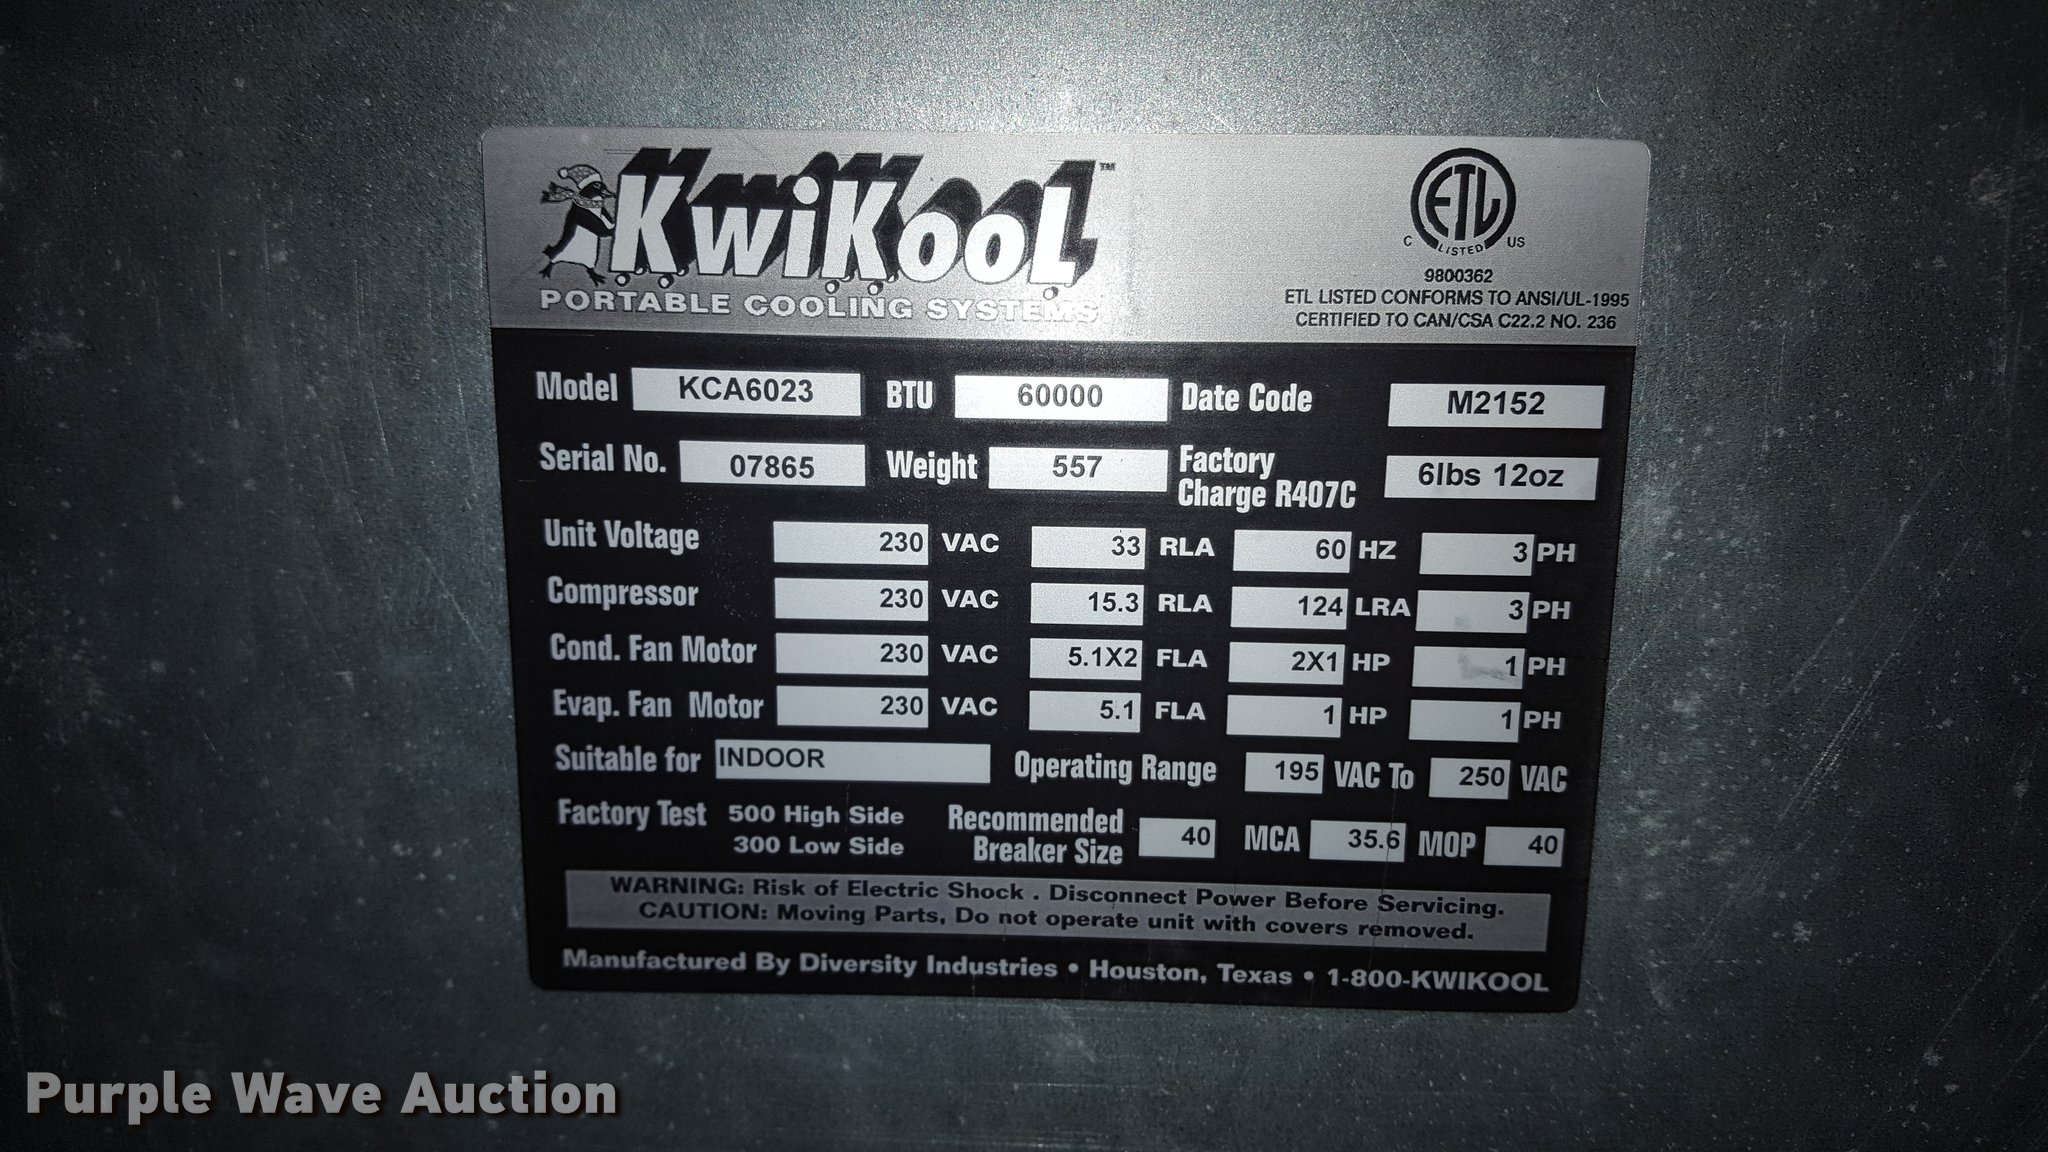 KwiKool™
PORTABLE COOLING SYSTEMS
ETL
LISTED
C US
9800362
ETL LISTED CONFORMS TO ANSI/UL-1995
CERTIFIED TO CAN/CSA C22.2 NO. 236
Model KCA6023 BTU 60000 Date Code M2152
Serial No. 07865 Weight 557 Factory Charge R407C 6lbs 12oz
Unit Voltage 230 VAC 33 RLA 60 HZ 3 PH
Compressor 230 VAC 15.3 RLA 124 LRA 3 PH
Cond. Fan Motor 230 VAC 5.1X2 FLA 2X1 HP 1 PH
Evap. Fan Motor 230 VAC 5.1 FLA 1 HP 1 PH
Suitable for INDOOR Operating Range 195 VAC To 250 VAC
Factory Test 500 High Side
300 Low Side
Recommended
Breaker Size 40 MCA 35.6 MOP 40
WARNING: Risk of Electric Shock . Disconnect Power Before Servicing.
CAUTION: Moving Parts, Do not operate unit with covers removed.
Manufactured By Diversity Industries • Houston, Texas • 1-800-KWIKOOL
Purple Wave Auction